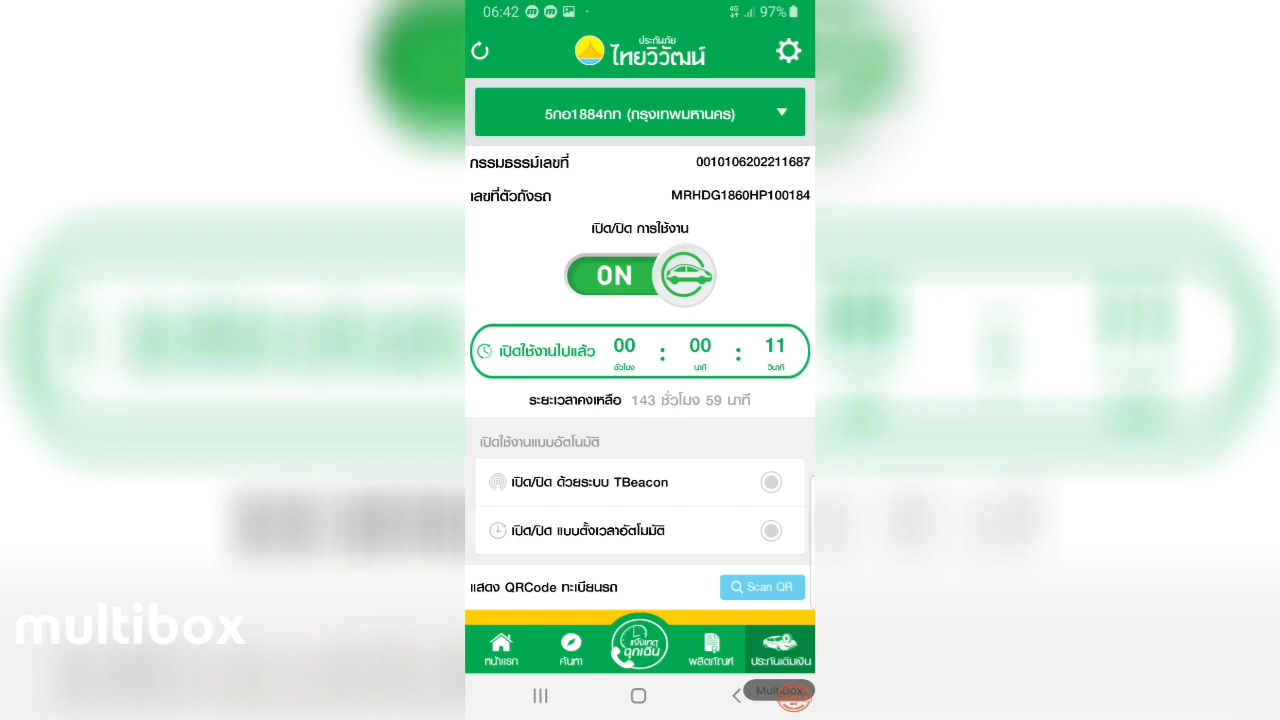 06:42
4G
97%
ประกันภัย
ไทยวิวัฒน์
5กอ1884กท (กรุงเทพมหานคร)
กรรมธรรม์เลขที่ 0010106202211687
เลขที่ตัวถังรถ MRHDG1860HP100184
เปิด/ปิด การใช้งาน
ON
เปิดใช้งานไปแล้ว 00 : 00 : 11
ชั่วโมง นาที วินาที
ระยะเวลาคงเหลือ 143 ชั่วโมง 59 นาที
เปิดใช้งานแบบอัตโนมัติ
เปิด/ปิด ด้วยระบบ TBeacon
เปิด/ปิด แบบตั้งเวลาอัตโมมัติ
แสดง QRCode ทะเบียนรถ Scan QR
multibox
แจ้งเหตุ
ฉุกเฉิน
หน้าแรก ค้นหา ผลิตภัณฑ์ ประกันเติมเงิน
MultiBox